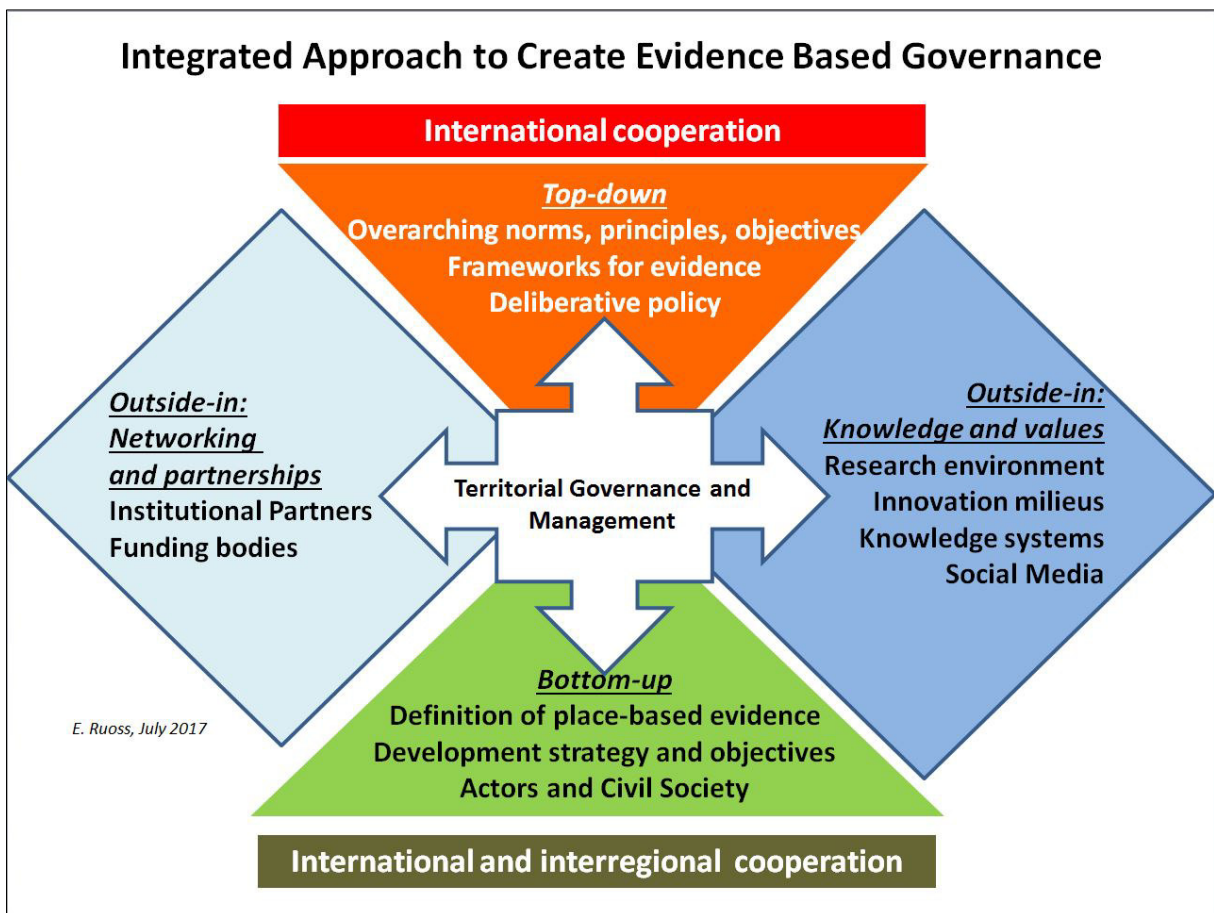 Integrated Approach to Create Evidence Based Governance
International cooperation
Top-down
Overarching norms, principles, objectives
Frameworks for evidence
Deliberative policy
Outside-in:
Networking
and partnerships
Institutional Partners
Funding bodies
Territorial Governance and
Management
Outside-in:
Knowledge and values
Research environment
Innovation milieus
Knowledge systems
Social Media
Bottom-up
Definition of place-based evidence
Development strategy and objectives
Actors and Civil Society
E. Ruoss, July 2017
International and interregional cooperation